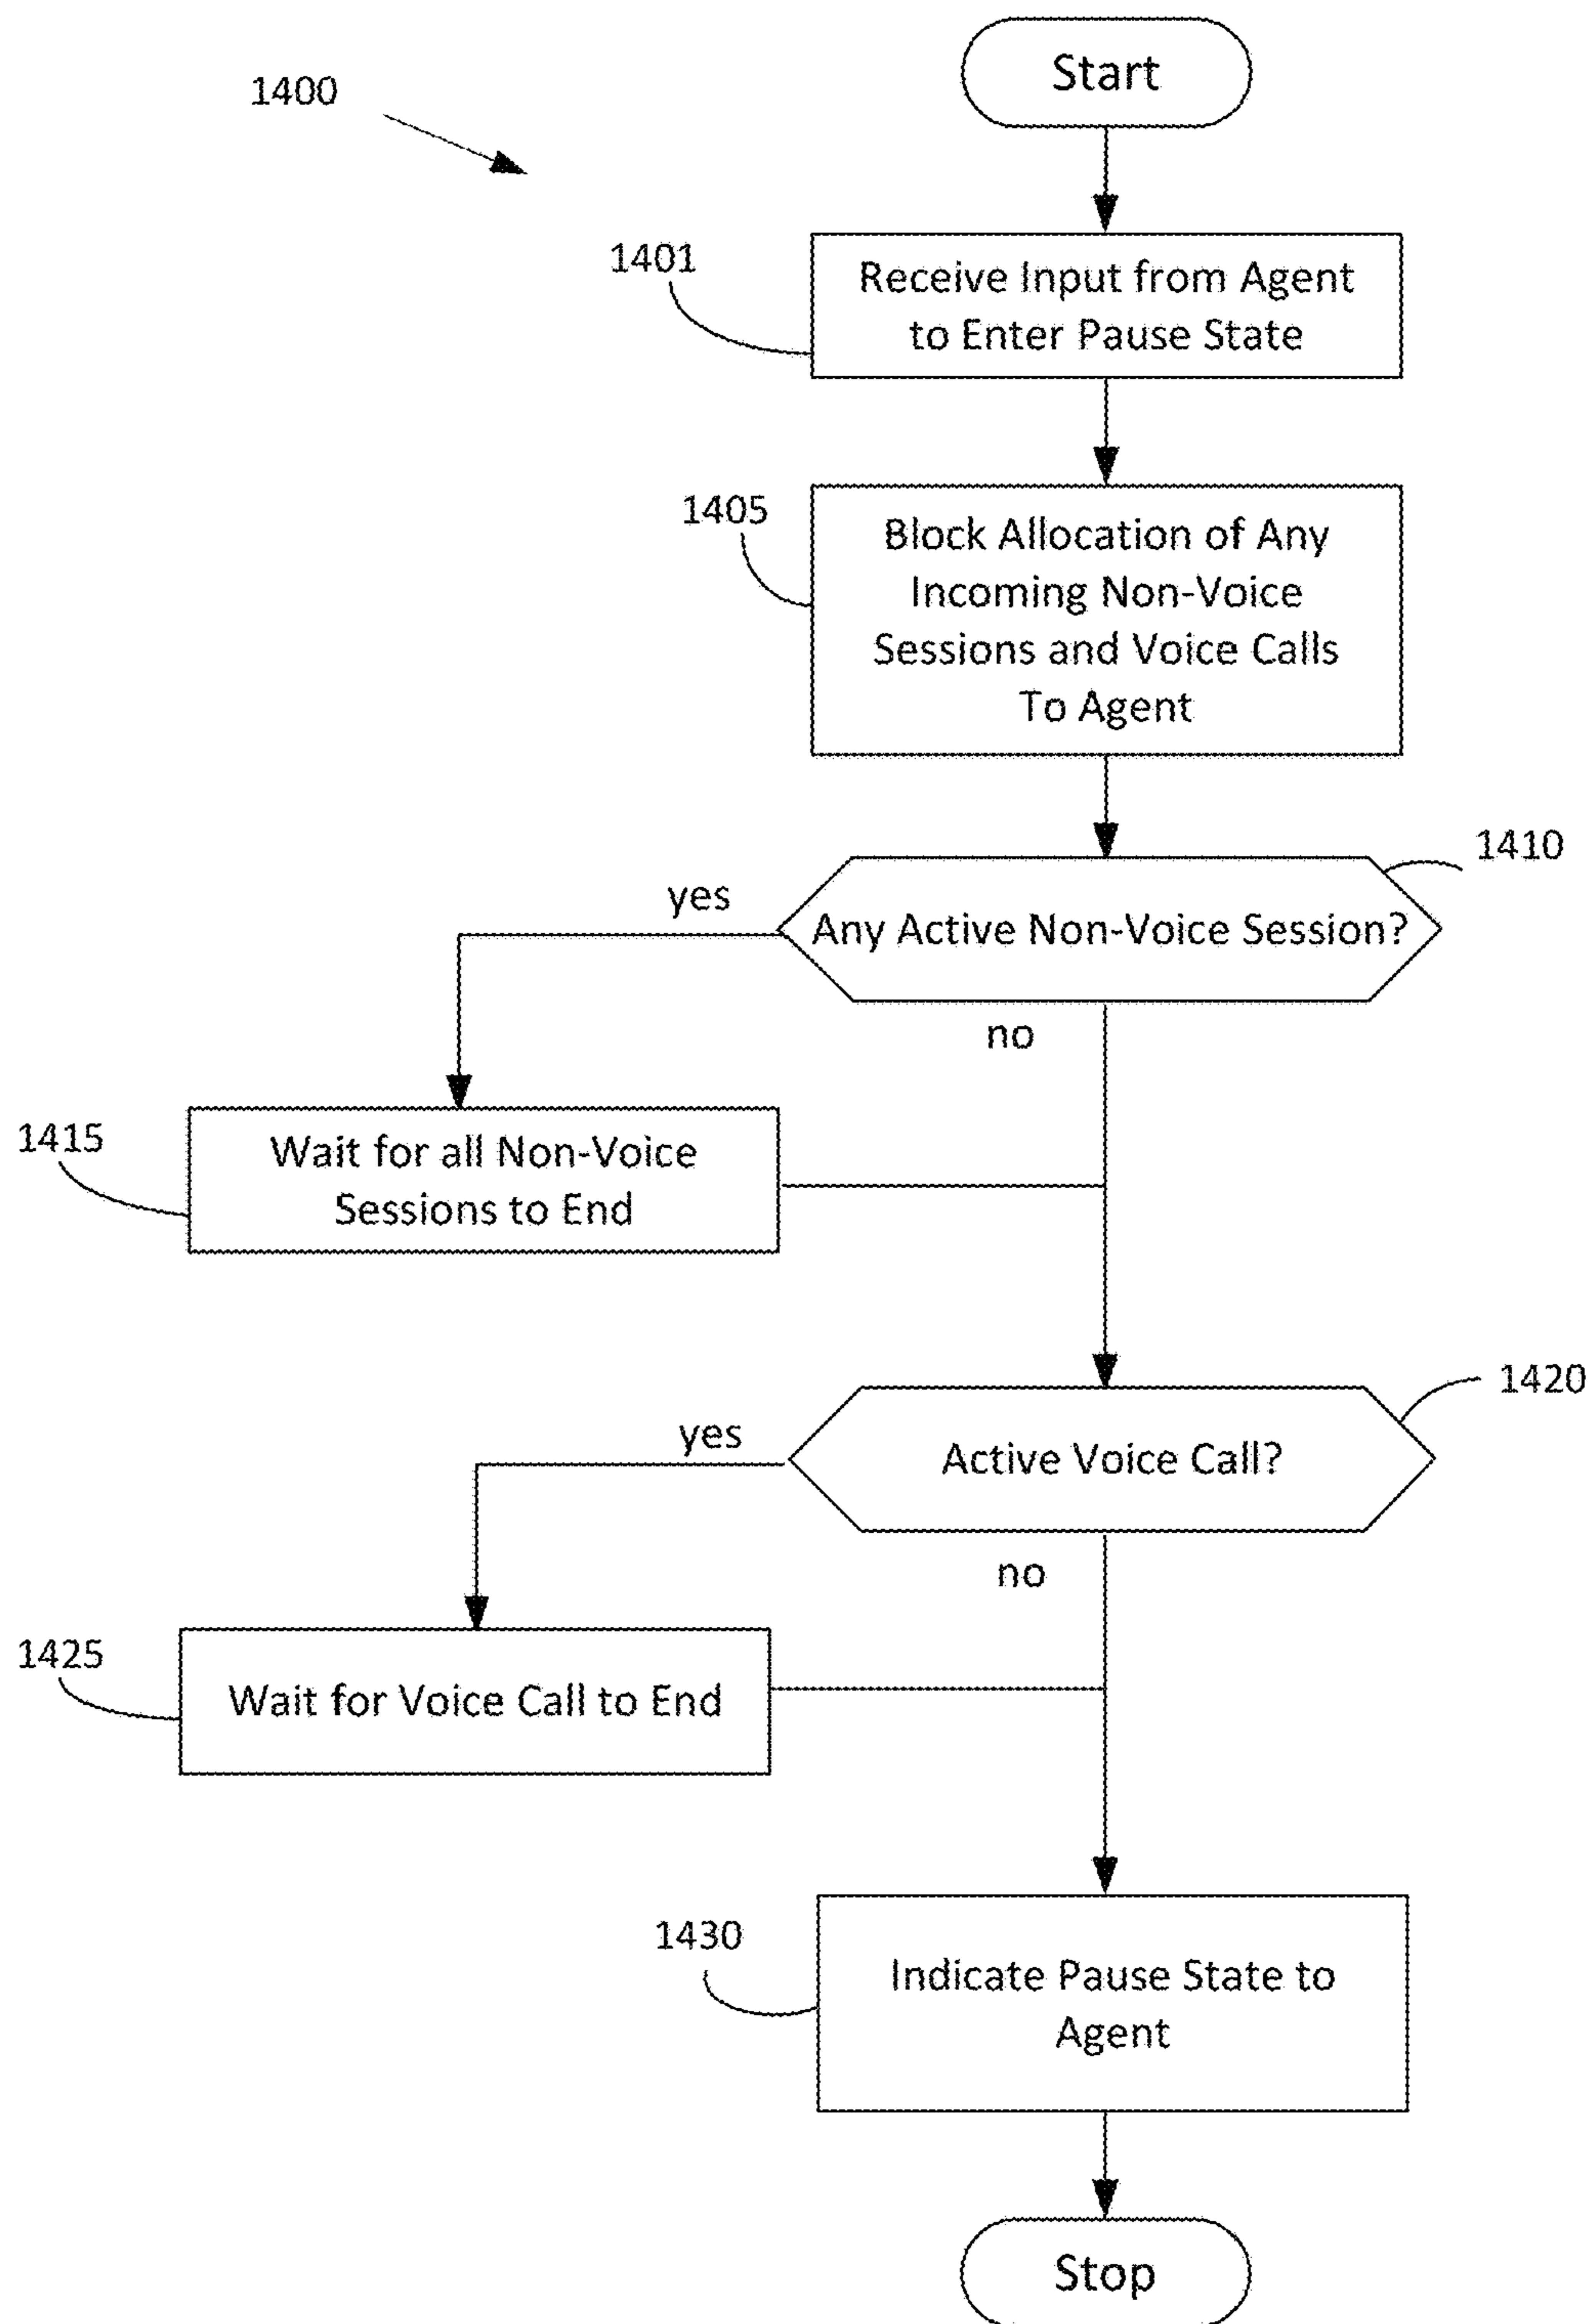 Start
1400
1401
Receive Input from Agent
to Enter Pause State
1405
Block Allocation of Any
Incoming Non-Voice
Sessions and Voice Calls
To Agent
1410
yes
Any Active Non-Voice Session?
no
1415
Wait for all Non-Voice
Sessions to End
1420
yes
Active Voice Call?
no
1425
Wait for Voice Call to End
1430
Indicate Pause State to
Agent
Stop